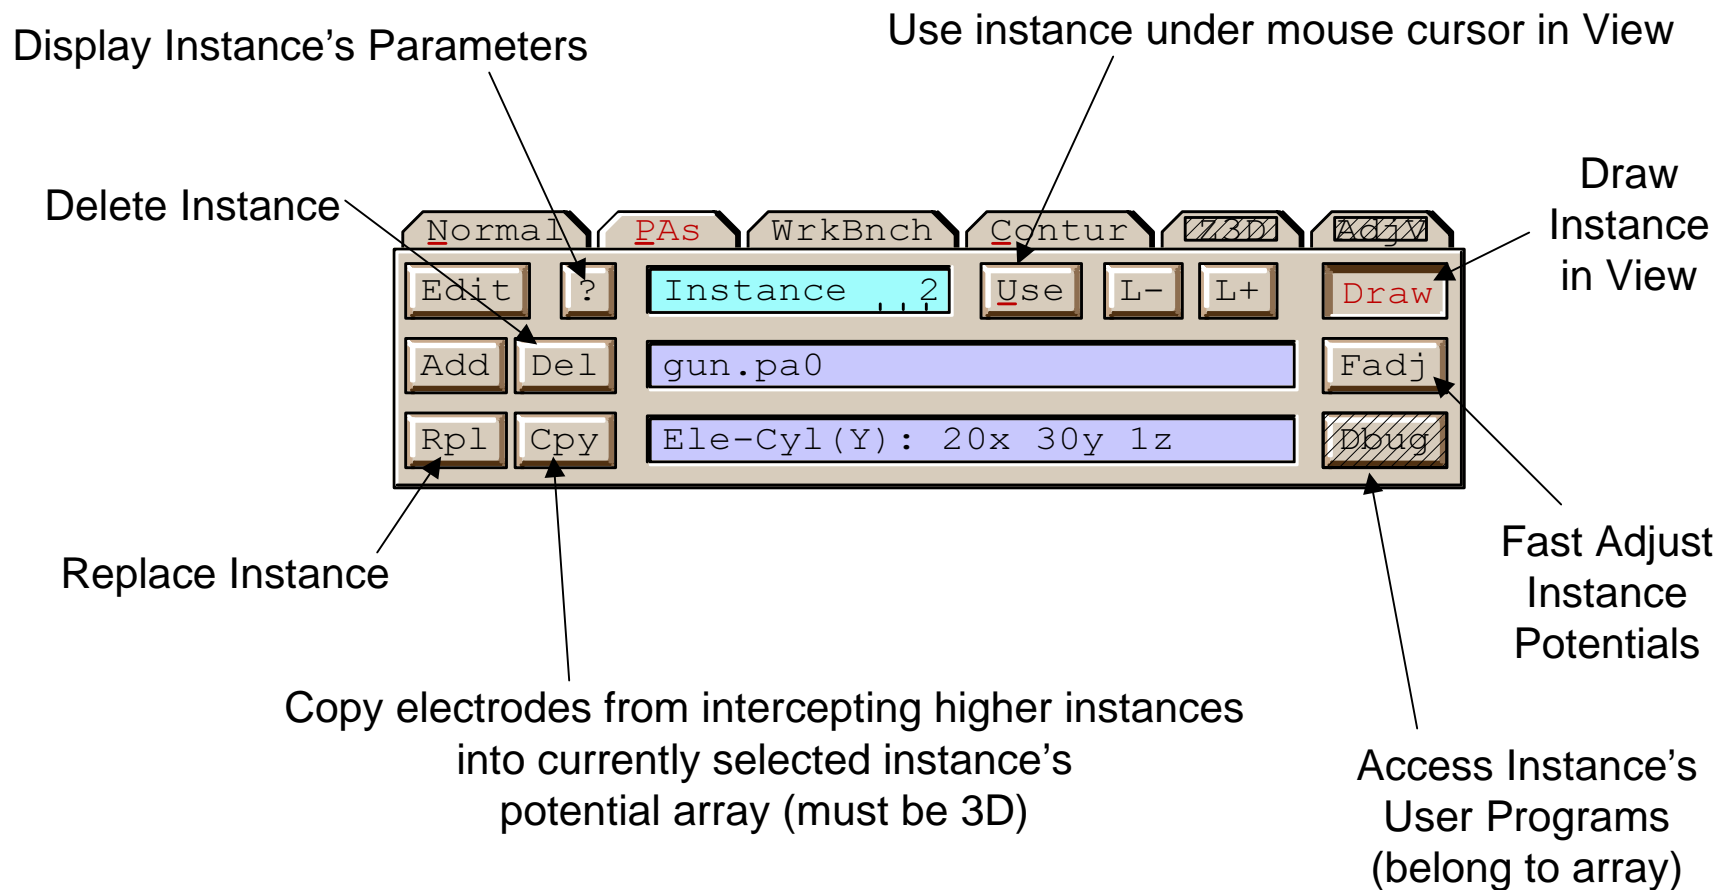 Display Instance’s Parameters
Use instance under mouse cursor in View
Delete Instance
Draw
Instance
in View
Normal PAs WrkBnch Contur Z3D AdjV
Edit ? Instance 2 Use L- L+ Draw
Add Del gun.pa0 Fadj
Rpl Cpy Ele-Cyl(Y): 20x 30y 1z Dbug
Replace Instance
Fast Adjust
Instance
Potentials
Copy electrodes from intercepting higher instances
into currently selected instance’s
potential array (must be 3D)
Access Instance’s
User Programs
(belong to array)